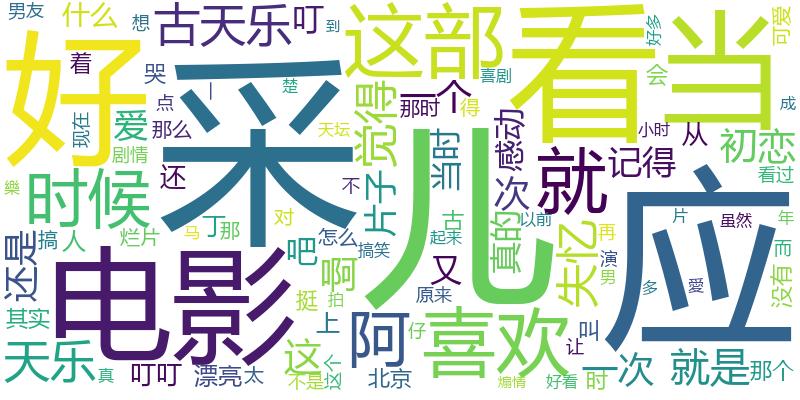 男友
什么
想
古天乐
叮
到
这部
看
当
好多
可爱
好
采
着
哭
楚
一个
喜剧
会
点
丨
那时
得
成
爱
现在
那么
天坛
觉得
感动
小时
从
初恋
剧情
还
儿
当时
就
记得
看过
时候
樂
不
片子
次
应
片
虽然
年
丁
那
对
古
真的
以前
还是
搞
人
烂片
马
吧
怎么
搞笑
起来
失忆
再
演
男
而
没有
电影
啊
又
挺
拍
原来
多
愛
其实
上
阿
仔
喜欢
叫
让
天乐
真
叮叮
漂亮
太
这
不是
这个
北京
煽情
好看
一次
时
就是
那个